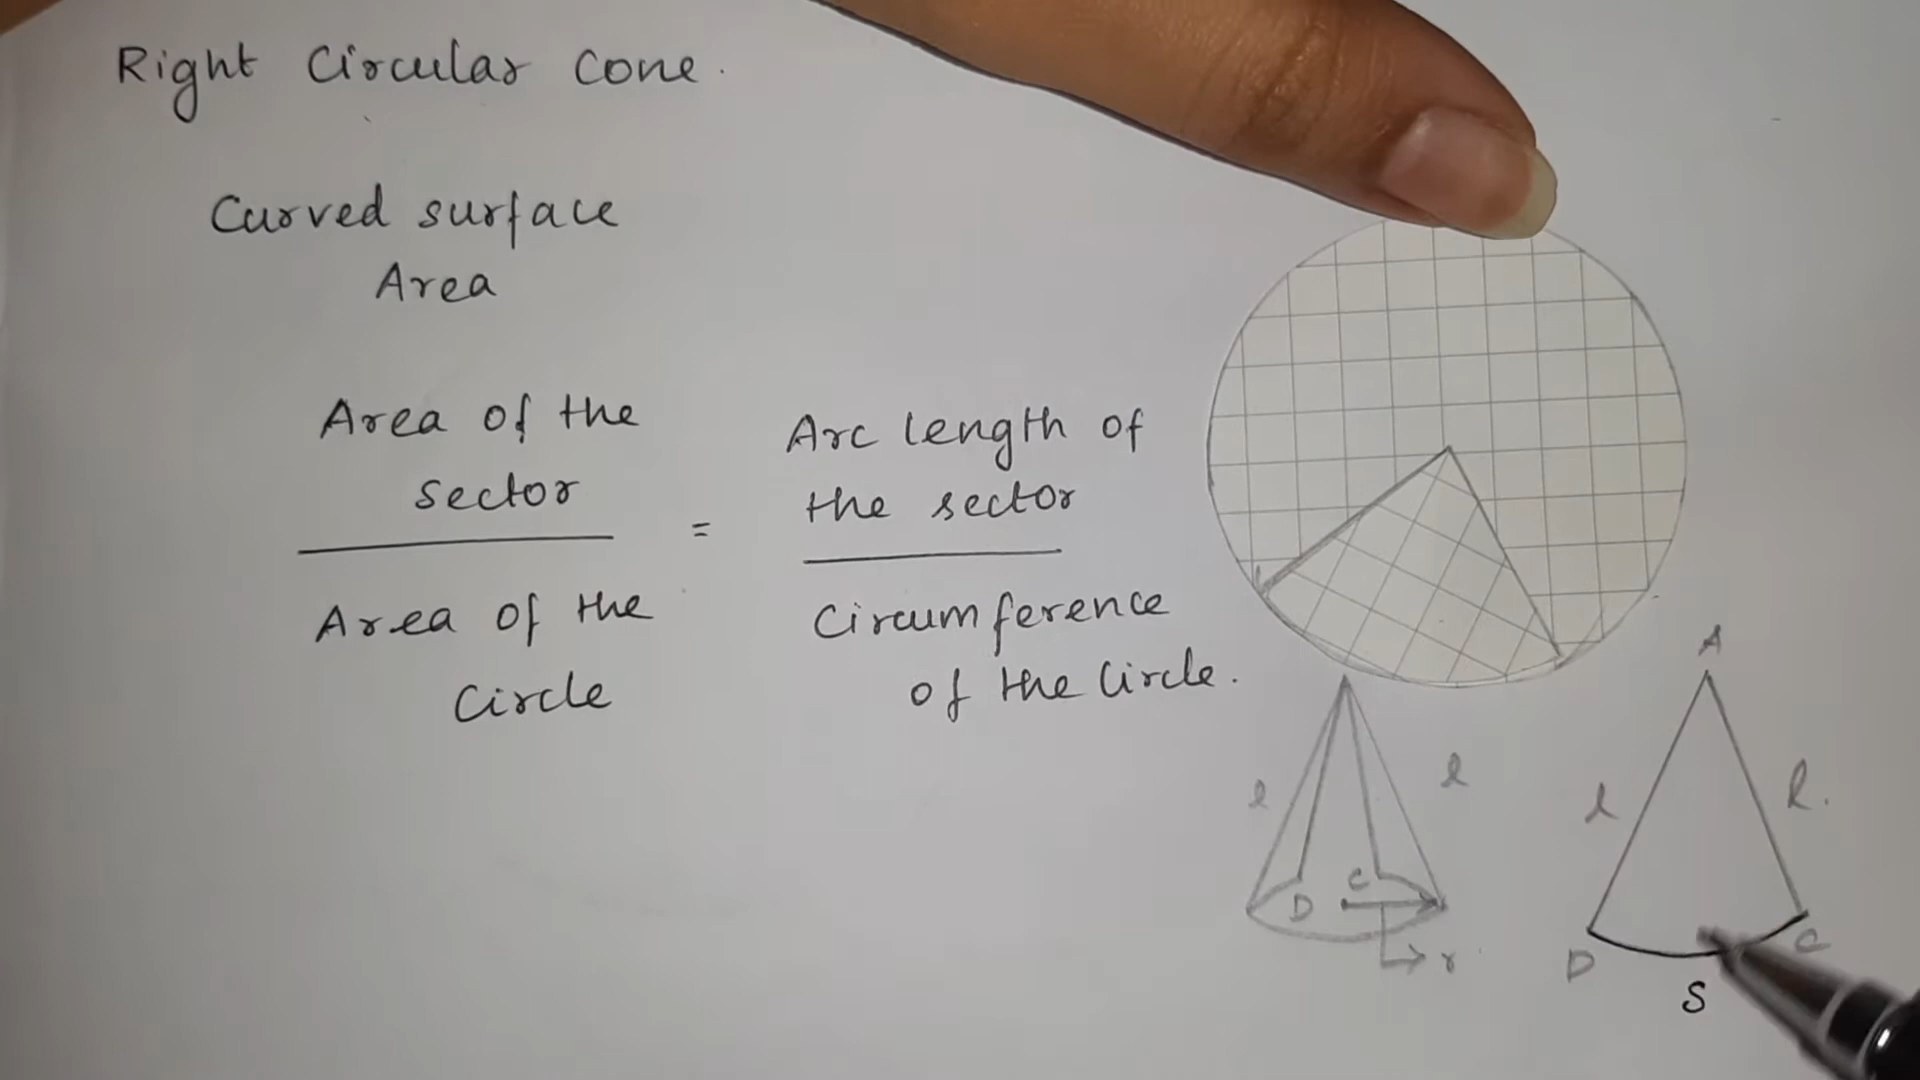 Right Circular Cone.
Curved surface
Area
Area of the
sector
=
Arc length of
the sector
Area of the
Circle
Circumference
of the Circle.
A
l
l
l
l.
D
C
r
D
C
S